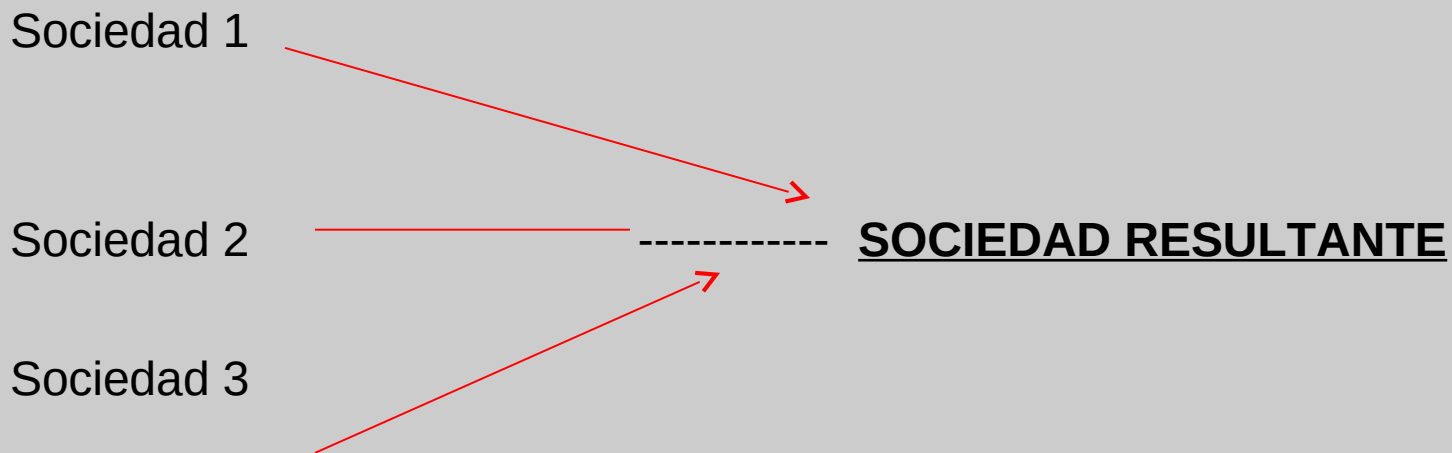 Sociedad 1
Sociedad 2 ------------ SOCIEDAD RESULTANTE
Sociedad 3